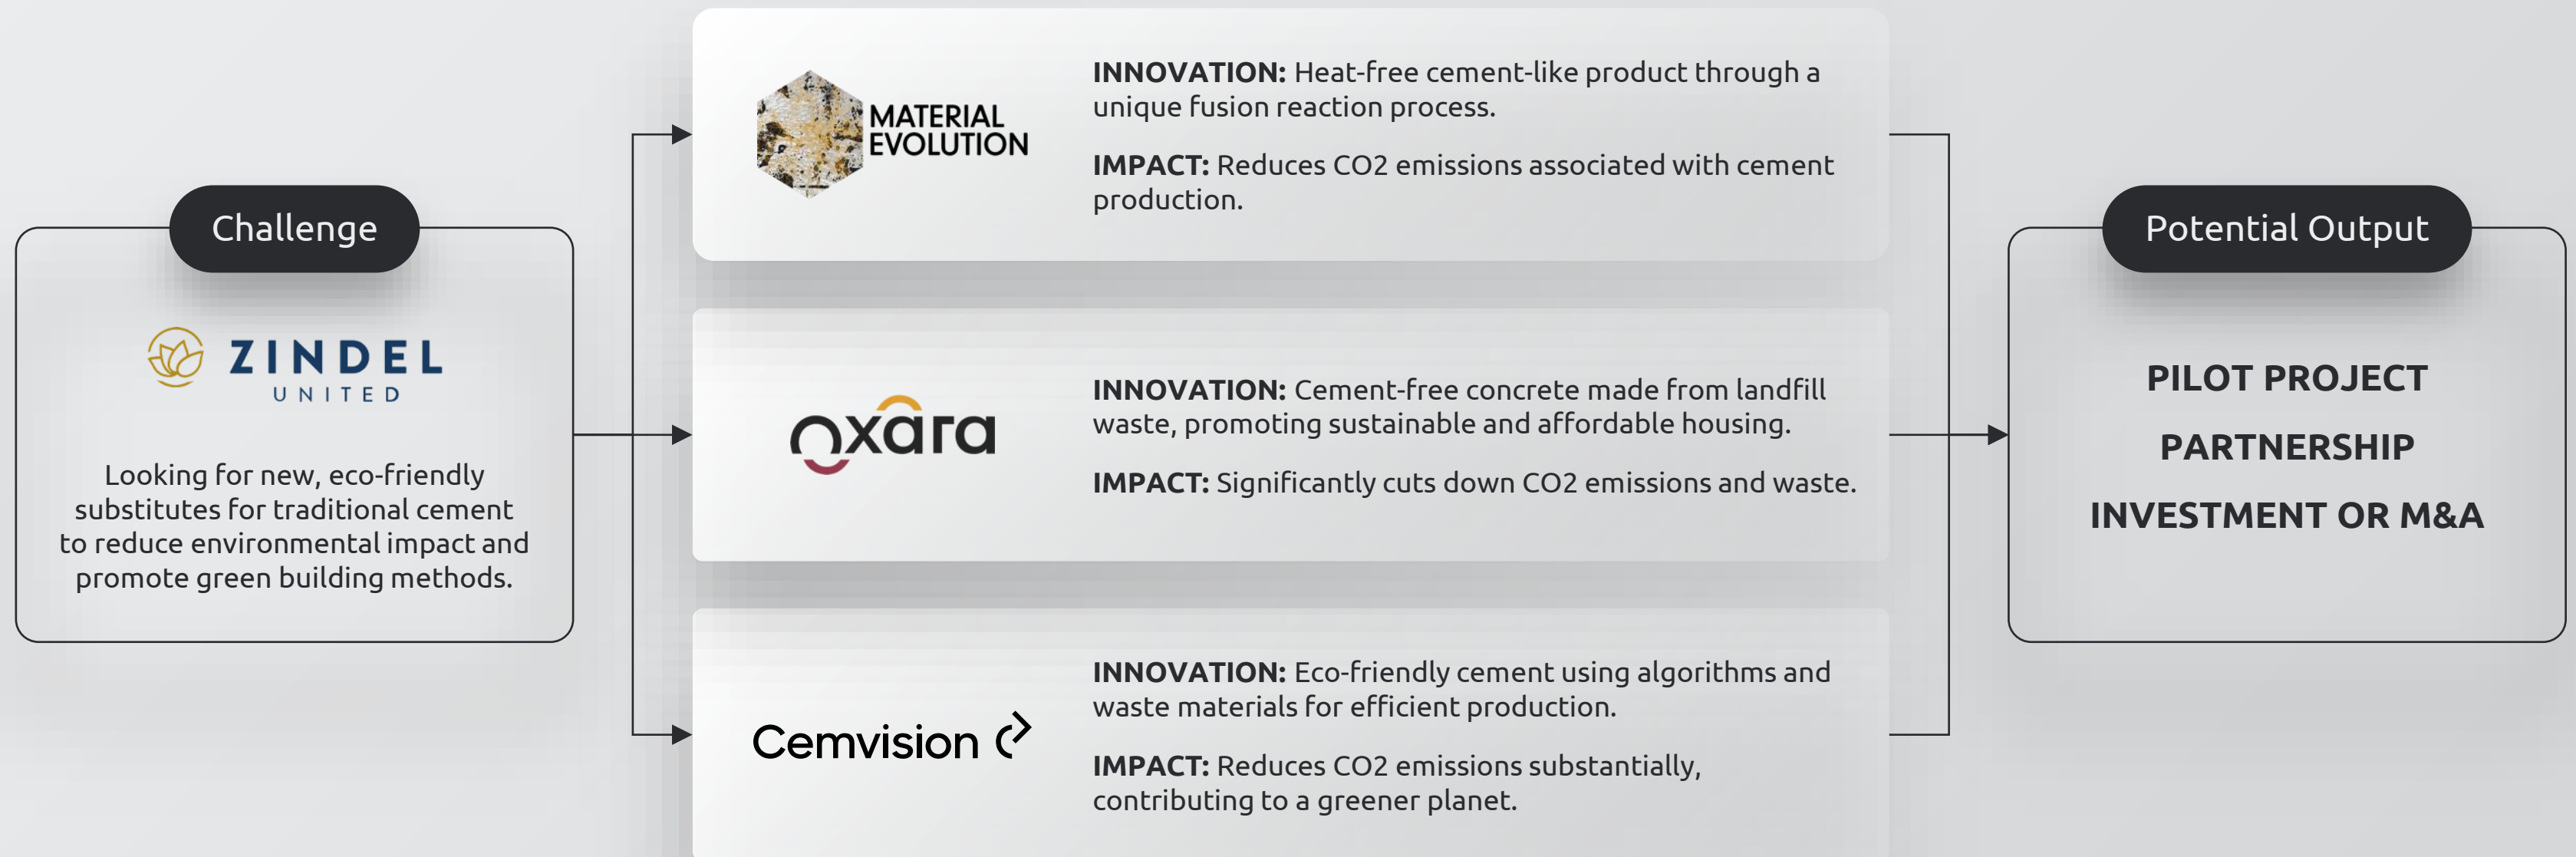 Challenge
ZINDEL
UNITED
Looking for new, eco-friendly
substitutes for traditional cement
to reduce environmental impact and
promote green building methods.
MATERIAL
EVOLUTION
INNOVATION: Heat-free cement-like product through a
unique fusion reaction process.
IMPACT: Reduces CO2 emissions associated with cement
production.
oxara
INNOVATION: Cement-free concrete made from landfill
waste, promoting sustainable and affordable housing.
IMPACT: Significantly cuts down CO2 emissions and waste.
Cemvision
INNOVATION: Eco-friendly cement using algorithms and
waste materials for efficient production.
IMPACT: Reduces CO2 emissions substantially,
contributing to a greener planet.
Potential Output
PILOT PROJECT
PARTNERSHIP
INVESTMENT OR M&A